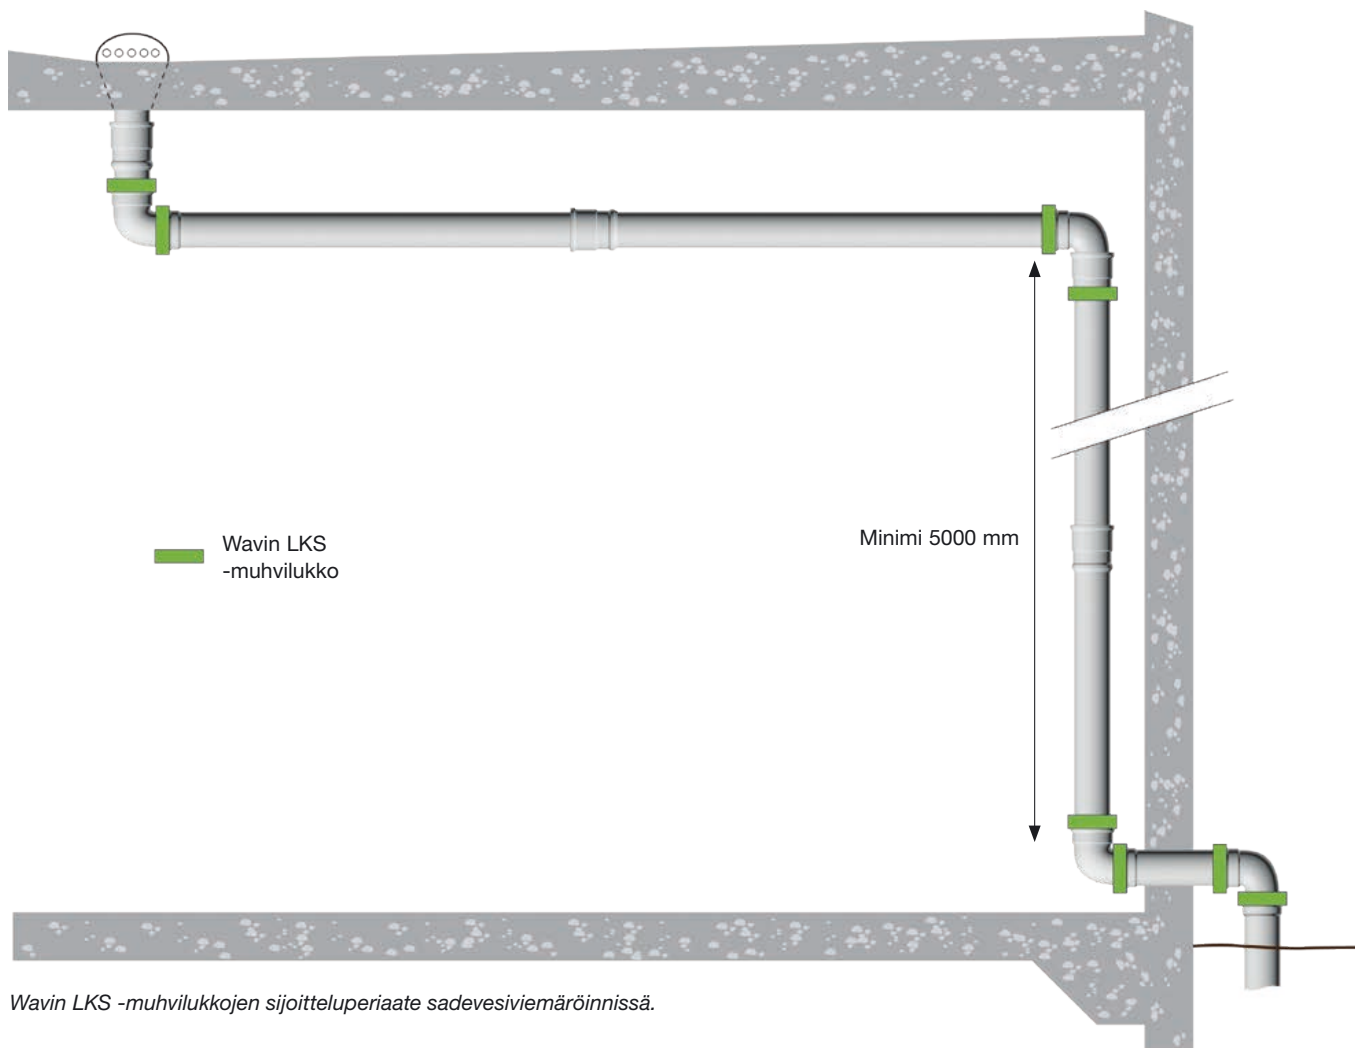 Wavin LKS
-muhvilukko
Minimi 5000 mm
Wavin LKS -muhvilukkojen sijoitteluperiaate sadevesiviemäröinnissä.